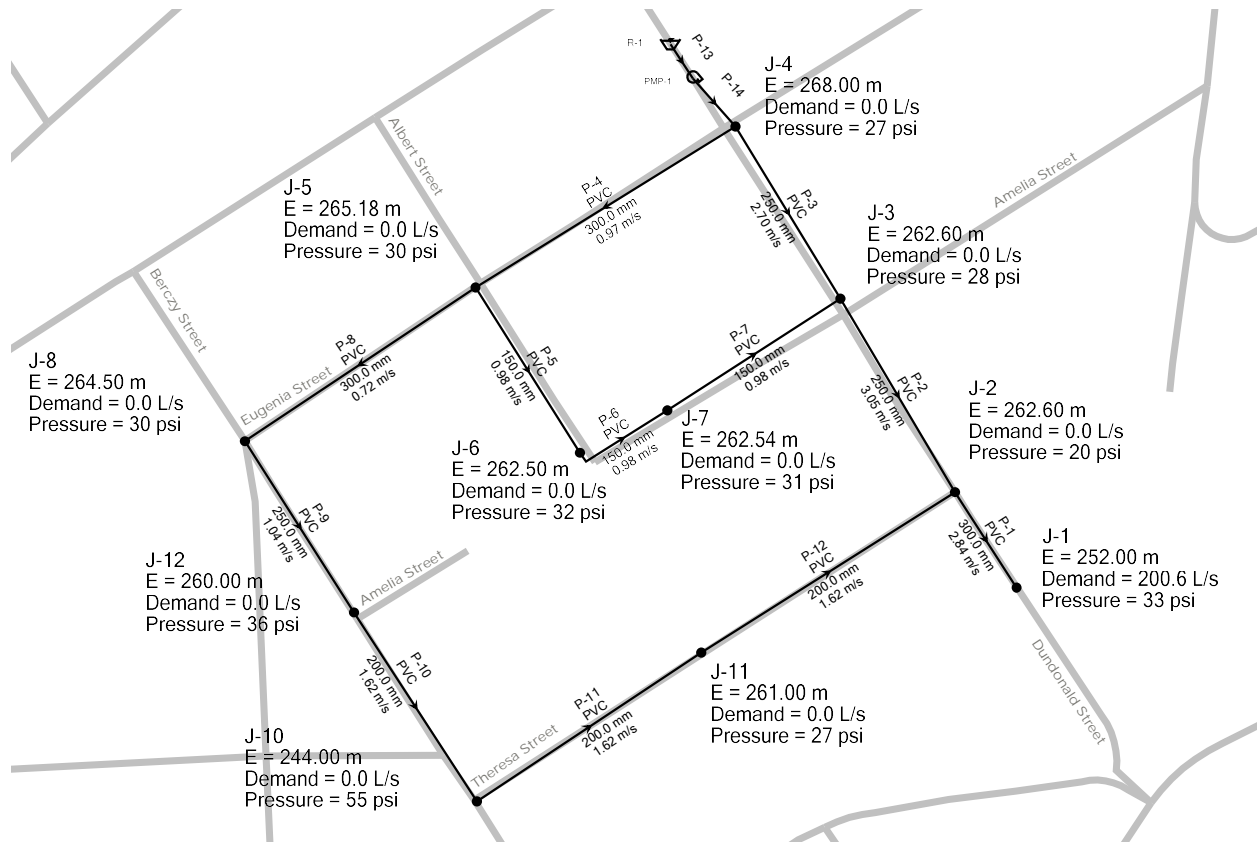 R-1
P-13
PMP-1
P-14
J-4
E = 268.00 m
Demand = 0.0 L/s
Pressure = 27 psi
Albert Street
J-5
E = 265.18 m
Demand = 0.0 L/s
Pressure = 30 psi
P-4
PVC
300.0 mm
0.97 m/s
P-3
PVC
250.0 mm
2.70 m/s
Amelia Street
J-3
E = 262.60 m
Demand = 0.0 L/s
Pressure = 28 psi
Berczy Street
J-8
E = 264.50 m
Demand = 0.0 L/s
Pressure = 30 psi
P-8
PVC
300.0 mm
0.72 m/s
Eugenia Street
P-5
PVC
150.0 mm
0.98 m/s
P-7
PVC
150.0 mm
0.98 m/s
P-2
PVC
250.0 mm
3.05 m/s
J-2
E = 262.60 m
Demand = 0.0 L/s
Pressure = 20 psi
J-6
E = 262.50 m
Demand = 0.0 L/s
Pressure = 32 psi
P-6
PVC
150.0 mm
0.98 m/s
J-7
E = 262.54 m
Demand = 0.0 L/s
Pressure = 31 psi
P-9
PVC
250.0 mm
1.04 m/s
J-12
E = 260.00 m
Demand = 0.0 L/s
Pressure = 36 psi
Amelia Street
P-12
PVC
200.0 mm
1.62 m/s
P-1
PVC
300.0 mm
2.84 m/s
J-1
E = 252.00 m
Demand = 200.6 L/s
Pressure = 33 psi
P-10
PVC
200.0 mm
1.62 m/s
J-11
E = 261.00 m
Demand = 0.0 L/s
Pressure = 27 psi
P-11
PVC
200.0 mm
1.62 m/s
Dundonald Street
J-10
E = 244.00 m
Demand = 0.0 L/s
Pressure = 55 psi
Theresa Street